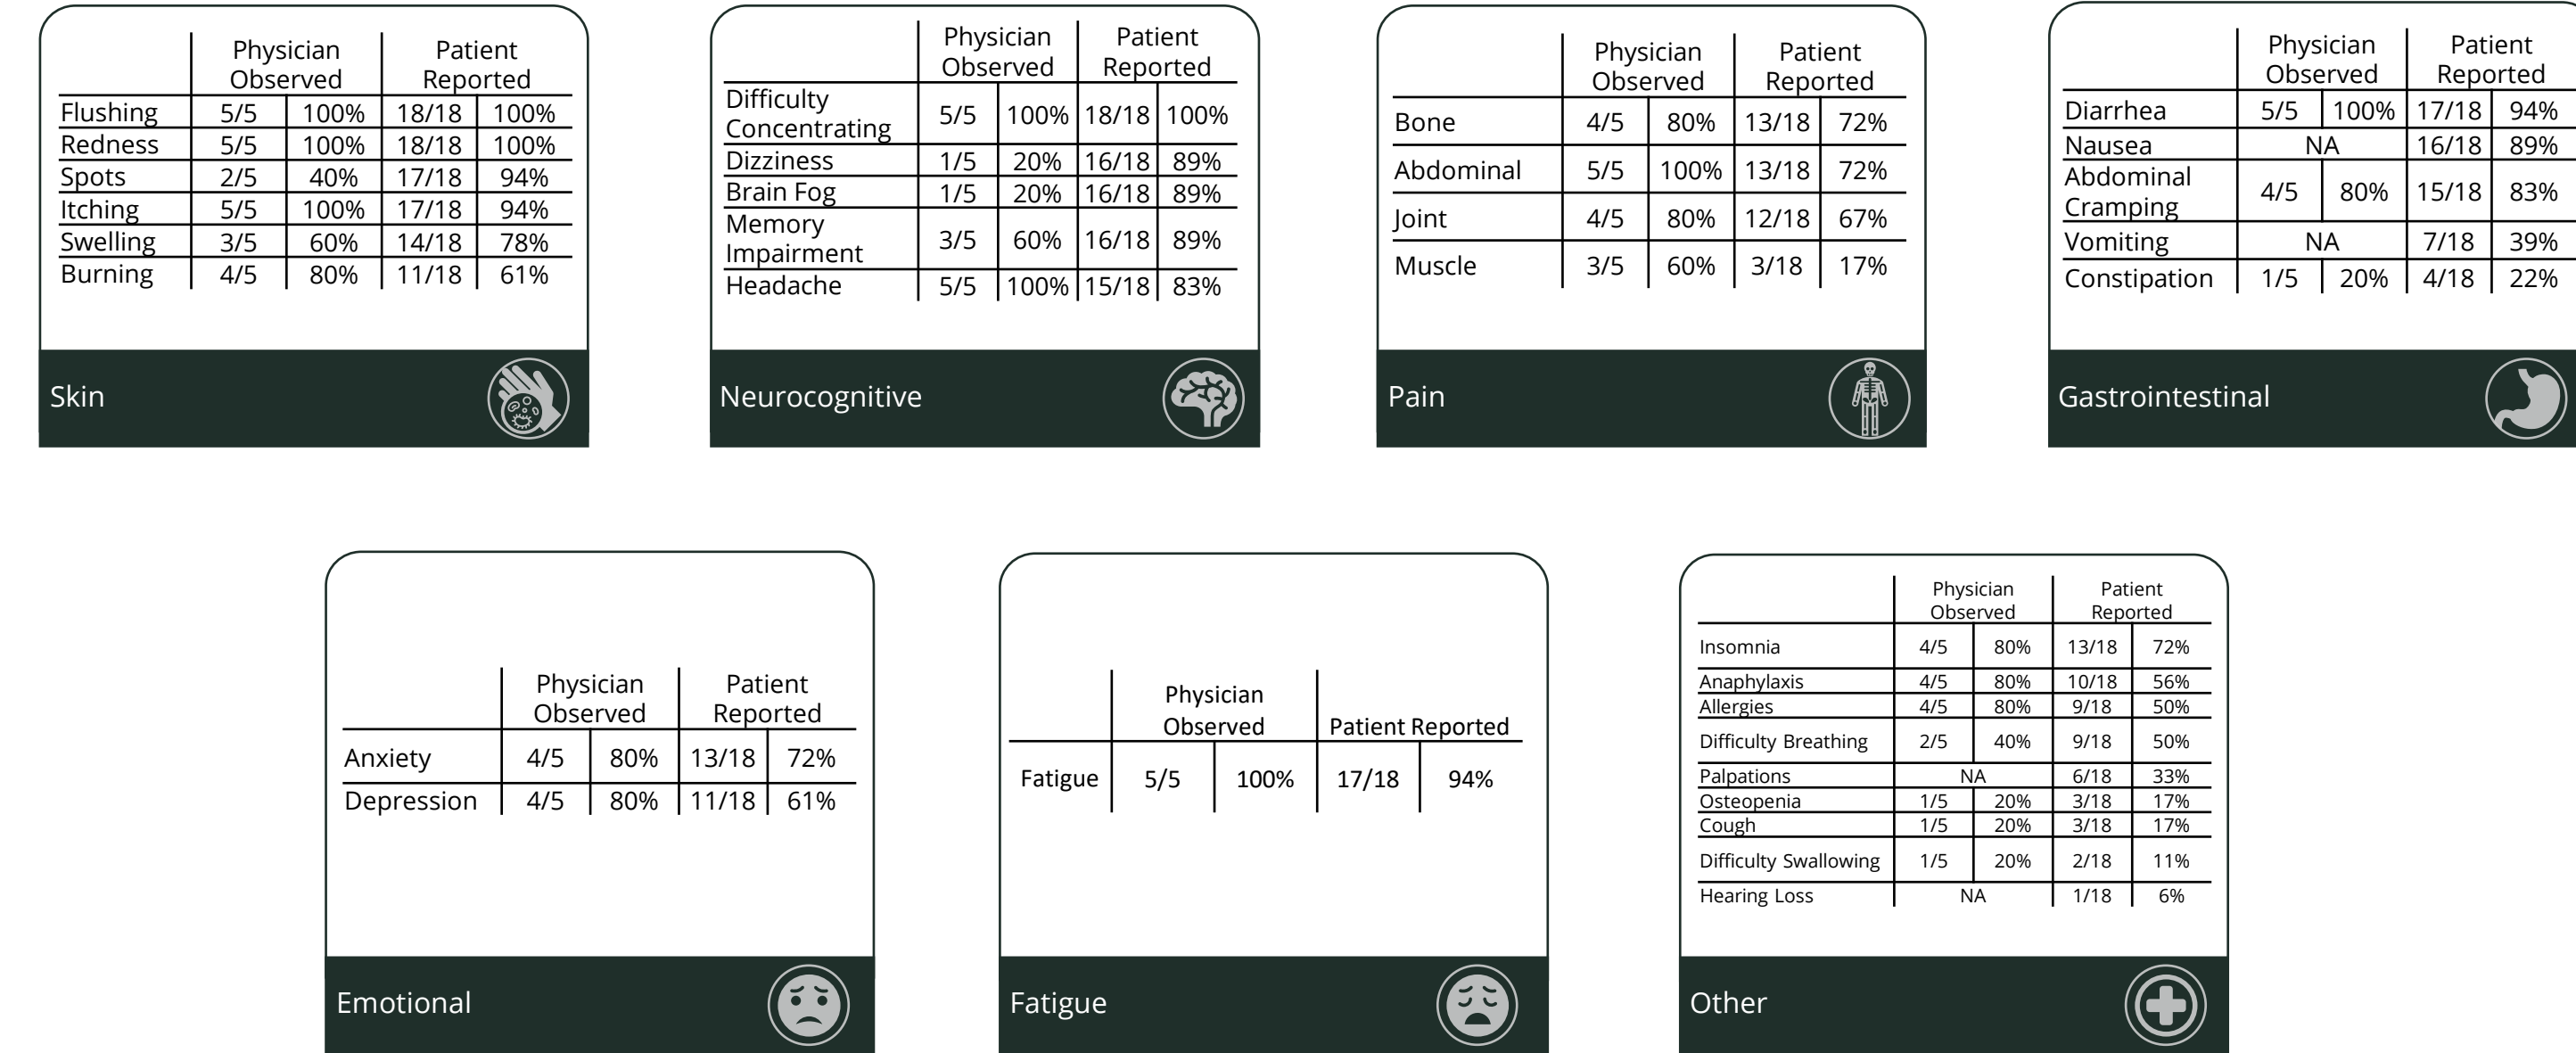 Physician Observed Patient Reported
Flushing 5/5 100% 18/18 100%
Redness 5/5 100% 18/18 100%
Spots 2/5 40% 17/18 94%
Itching 5/5 100% 17/18 94%
Swelling 3/5 60% 14/18 78%
Burning 4/5 80% 11/18 61%
Skin
Physician Observed Patient Reported
Difficulty Concentrating 5/5 100% 18/18 100%
Dizziness 1/5 20% 16/18 89%
Brain Fog 1/5 20% 16/18 89%
Memory Impairment 3/5 60% 16/18 89%
Headache 5/5 100% 15/18 83%
Neurocognitive
Physician Observed Patient Reported
Bone 4/5 80% 13/18 72%
Abdominal 5/5 100% 13/18 72%
Joint 4/5 80% 12/18 67%
Muscle 3/5 60% 3/18 17%
Pain
Physician Observed Patient Reported
Diarrhea 5/5 100% 17/18 94%
Nausea NA 16/18 89%
Abdominal Cramping 4/5 80% 15/18 83%
Vomiting NA 7/18 39%
Constipation 1/5 20% 4/18 22%
Gastrointestinal
Physician Observed Patient Reported
Anxiety 4/5 80% 13/18 72%
Depression 4/5 80% 11/18 61%
Emotional
Physician Observed Patient Reported
Fatigue 5/5 100% 17/18 94%
Fatigue
Physician Observed Patient Reported
Insomnia 4/5 80% 13/18 72%
Anaphylaxis 4/5 80% 10/18 56%
Allergies 4/5 80% 9/18 50%
Difficulty Breathing 2/5 40% 9/18 50%
Palpations NA 6/18 33%
Osteopenia 1/5 20% 3/18 17%
Cough 1/5 20% 3/18 17%
Difficulty Swallowing 1/5 20% 2/18 11%
Hearing Loss NA 1/18 6%
Other